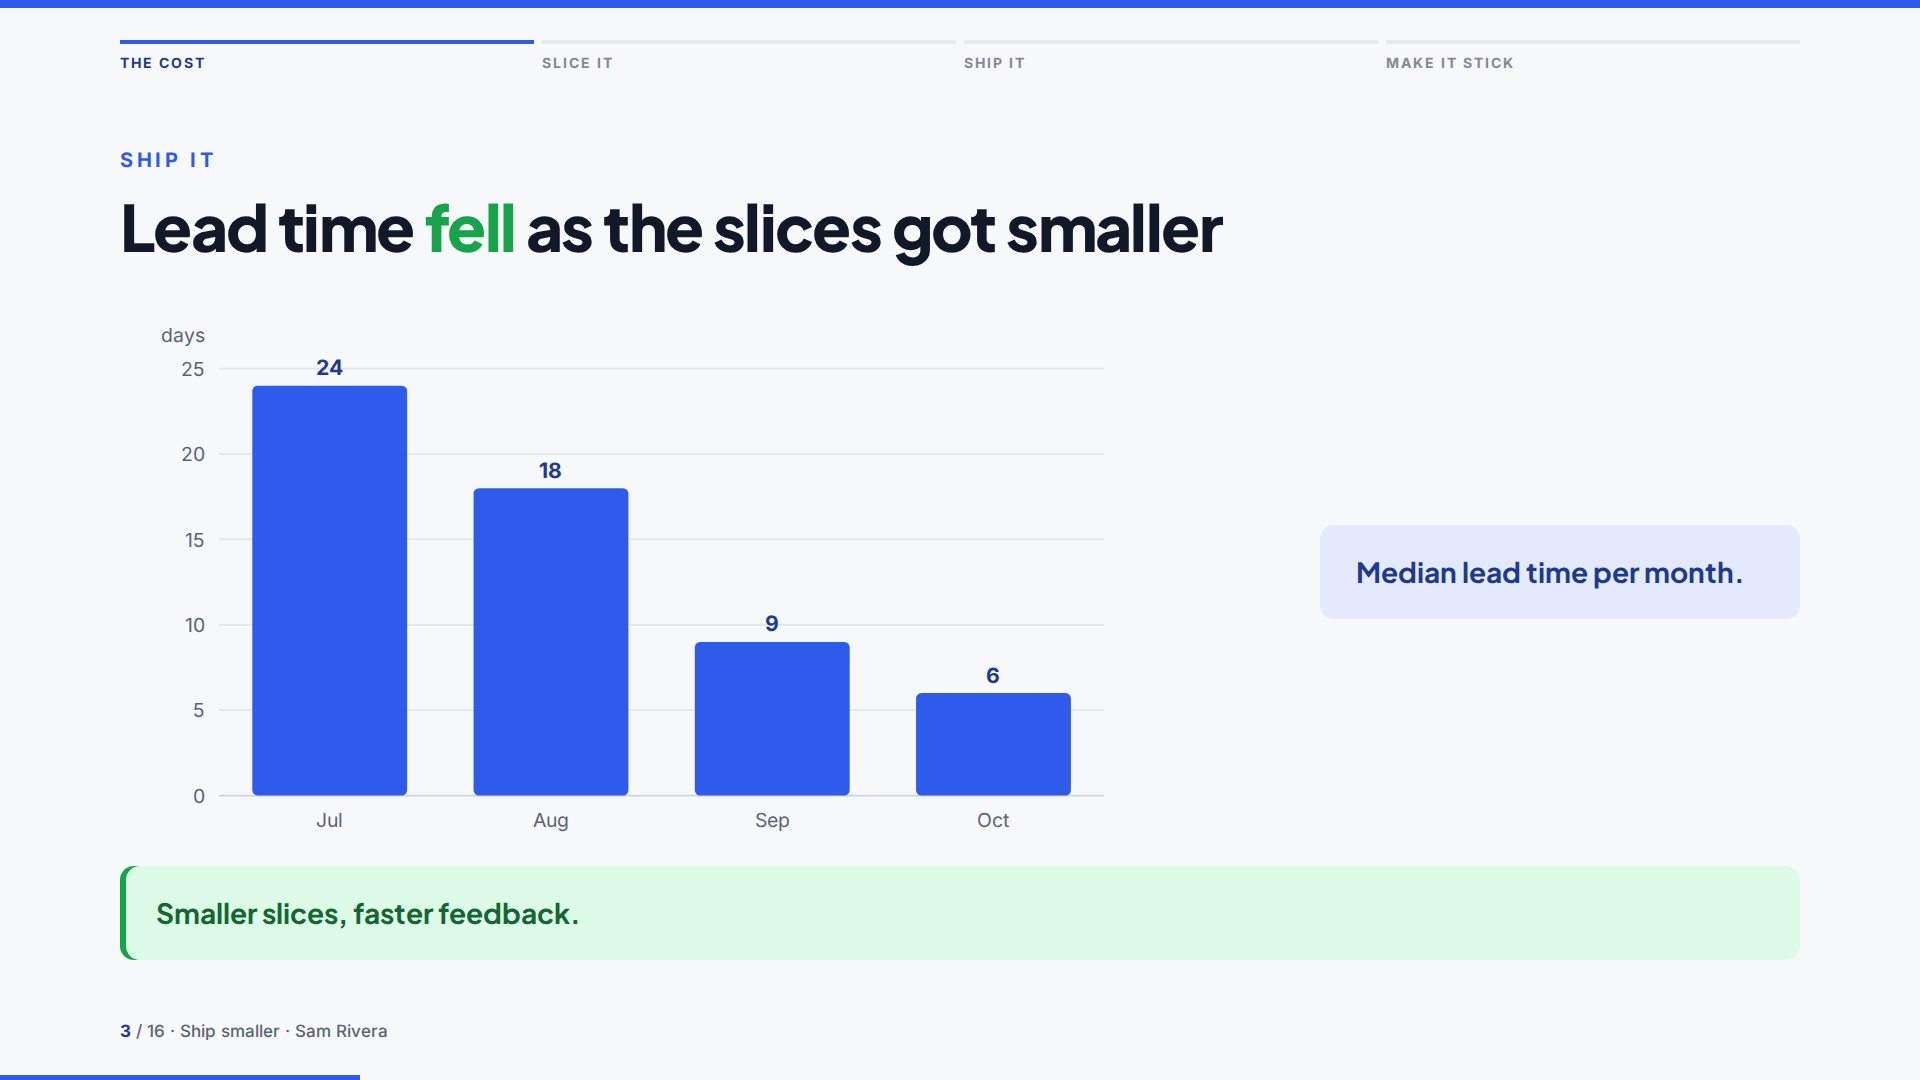 THE COST
SLICE IT
SHIP IT
MAKE IT STICK
SHIP IT
Lead time fell as the slices got smaller
days
25
20
15
10
5
0
24
18
9
6
Jul
Aug
Sep
Oct
Median lead time per month.
Smaller slices, faster feedback.
3 / 16 · Ship smaller · Sam Rivera